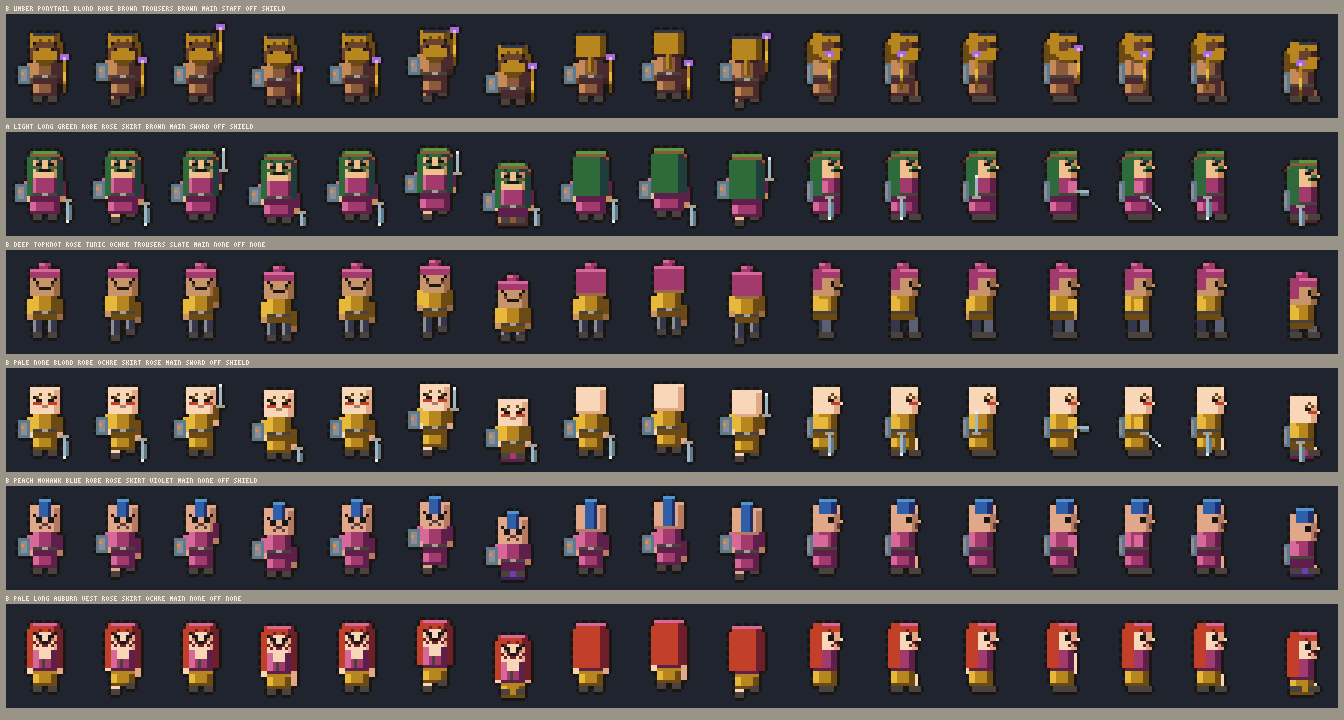 B UMBER PONYTAIL BLOND ROBE BROWN TROUSERS BROWN MAIN STAFF OFF SHIELD
A LIGHT LONG GREEN ROBE ROSE SKIRT BROWN MAIN SWORD OFF SHIELD
B DEEP TOPKNOT ROSE TUNIC OCHRE TROUSERS SLATE MAIN NONE OFF NONE
B PALE NONE BLOND ROBE OCHRE SKIRT ROSE MAIN SWORD OFF SHIELD
B PEACH MOHAWK BLUE ROBE ROSE SKIRT VIOLET MAIN NONE OFF SHIELD
B PALE LONG AUBURN VEST ROSE SKIRT OCHRE MAIN NONE OFF NONE